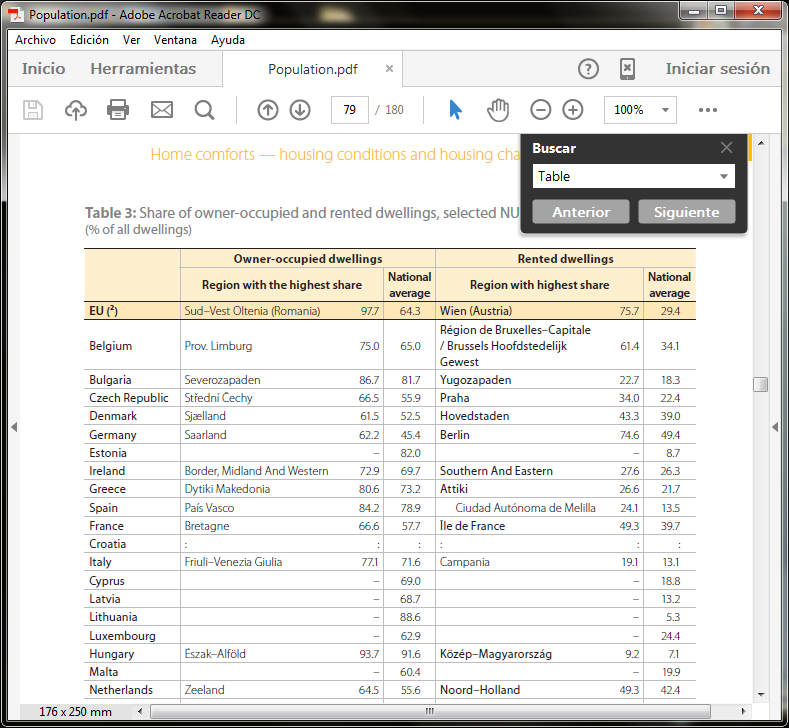 Population.pdf - Adobe Acrobat Reader DC
Archivo Edición Ver Ventana Ayuda
Inicio Herramientas Population.pdf × ? Iniciar sesión
79 / 180 100%
Home comforts — housing conditions and housing cha
Buscar
Table
Anterior Siguiente
Table 3: Share of owner-occupied and rented dwellings, selected NU
(% of all dwellings)
Owner-occupied dwellings Rented dwellings
Region with the highest share National average Region with highest share National average
EU (²) Sud–Vest Oltenia (Romania) 97.7 64.3 Wien (Austria) 75.7 29.4
Belgium Prov. Limburg 75.0 65.0 Région de Bruxelles–Capitale
/ Brussels Hoofdstedelijk
Gewest 61.4 34.1
Bulgaria Severozapaden 86.7 81.7 Yugozapaden 22.7 18.3
Czech Republic Střední Čechy 66.5 55.9 Praha 34.0 22.4
Denmark Sjælland 61.5 52.5 Hovedstaden 43.3 39.0
Germany Saarland 62.2 45.4 Berlin 74.6 49.4
Estonia – 82.0 – 8.7
Ireland Border, Midland And Western 72.9 69.7 Southern And Eastern 27.6 26.3
Greece Dytiki Makedonia 80.6 73.2 Attiki 26.6 21.7
Spain País Vasco 84.2 78.9 Ciudad Autónoma de Melilla 24.1 13.5
France Bretagne 66.6 57.7 Île de France 49.3 39.7
Croatia : : : : : :
Italy Friuli–Venezia Giulia 77.1 71.6 Campania 19.1 13.1
Cyprus – 69.0 – 18.8
Latvia – 68.7 – 13.2
Lithuania – 88.6 – 5.3
Luxembourg – 62.9 – 24.4
Hungary Észak–Alföld 93.7 91.6 Közép–Magyarország 9.2 7.1
Malta – 60.4 – 19.9
Netherlands Zeeland 64.5 55.6 Noord–Holland 49.3 42.4
176 x 250 mm